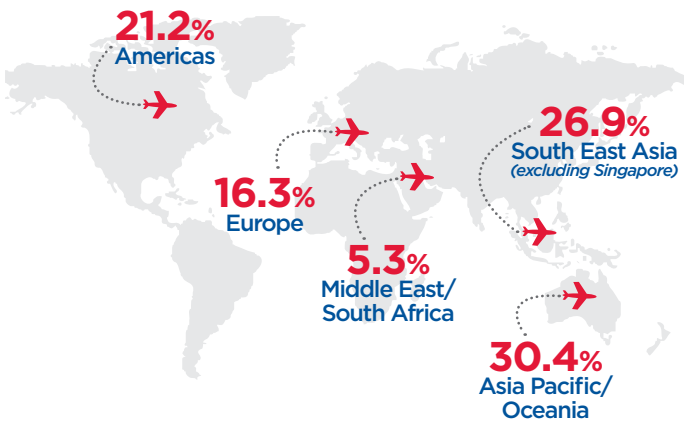 21.2%
Americas
26.9%
South East Asia
(excluding Singapore)
16.3%
Europe
5.3%
Middle East/
South Africa
30.4%
Asia Pacific/
Oceania